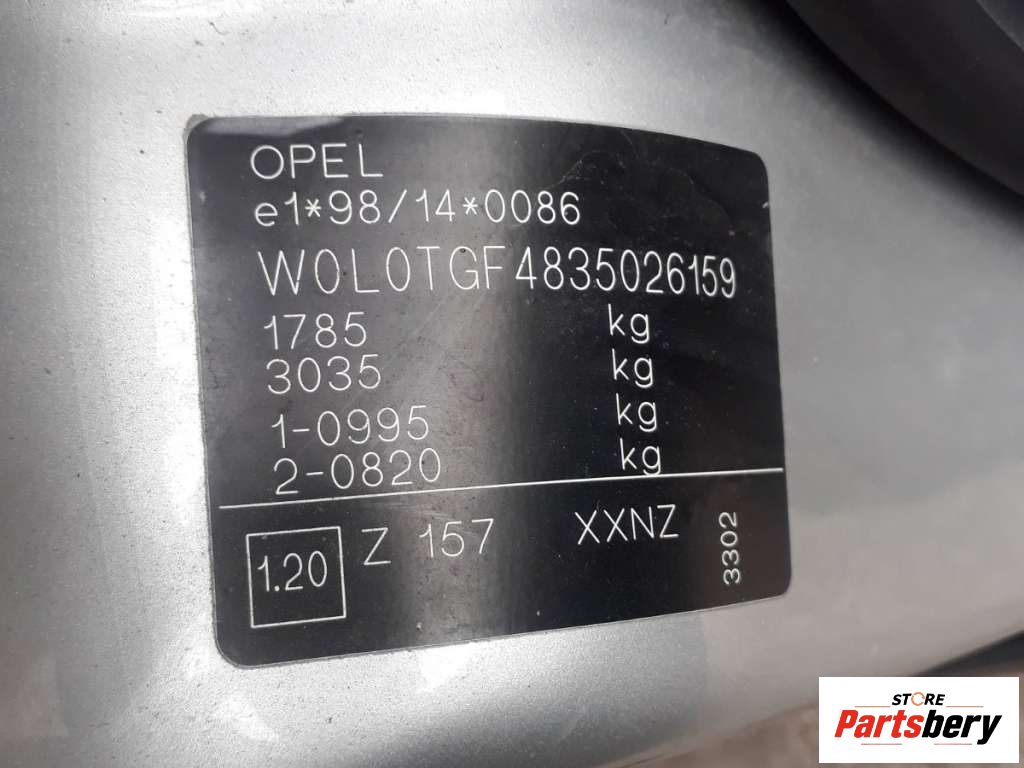 OPEL
e1*98/14*0086
W0L0TGF4835026159
1785 kg
3035 kg
1-0995 kg
2-0820 kg
1.20 Z 157 XXNZ 3302
STORE
Partsbery